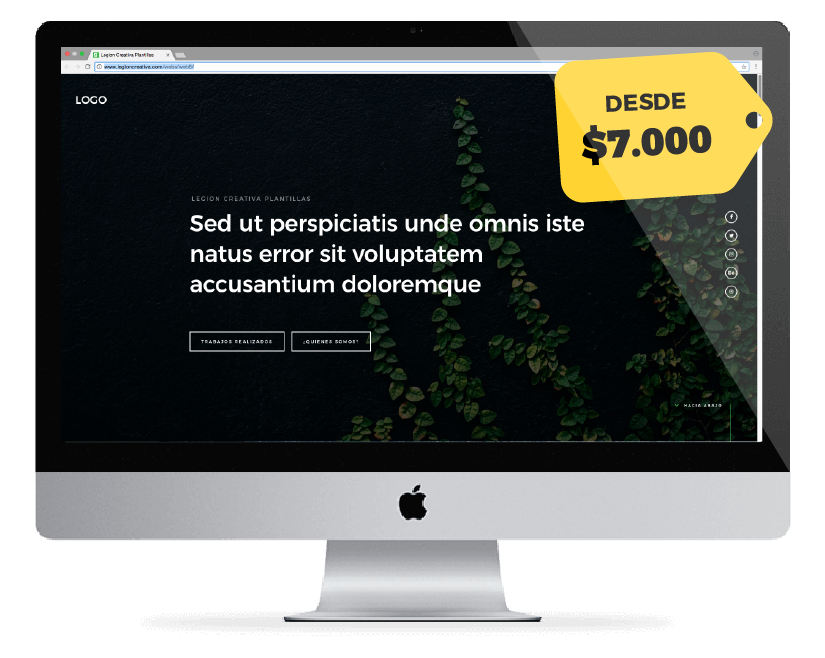 Legion Creativa Plantillas
www.legioncreativa.com/webs/web8/
DESDE
$7.000
LOGO
LEGION CREATIVA PLANTILLAS
Sed ut perspiciatis unde omnis iste
natus error sit voluptatem
accusantium doloremque
TRABAJOS REALIZADOS
¿QUIENES SOMOS?
HACIA ABAJO